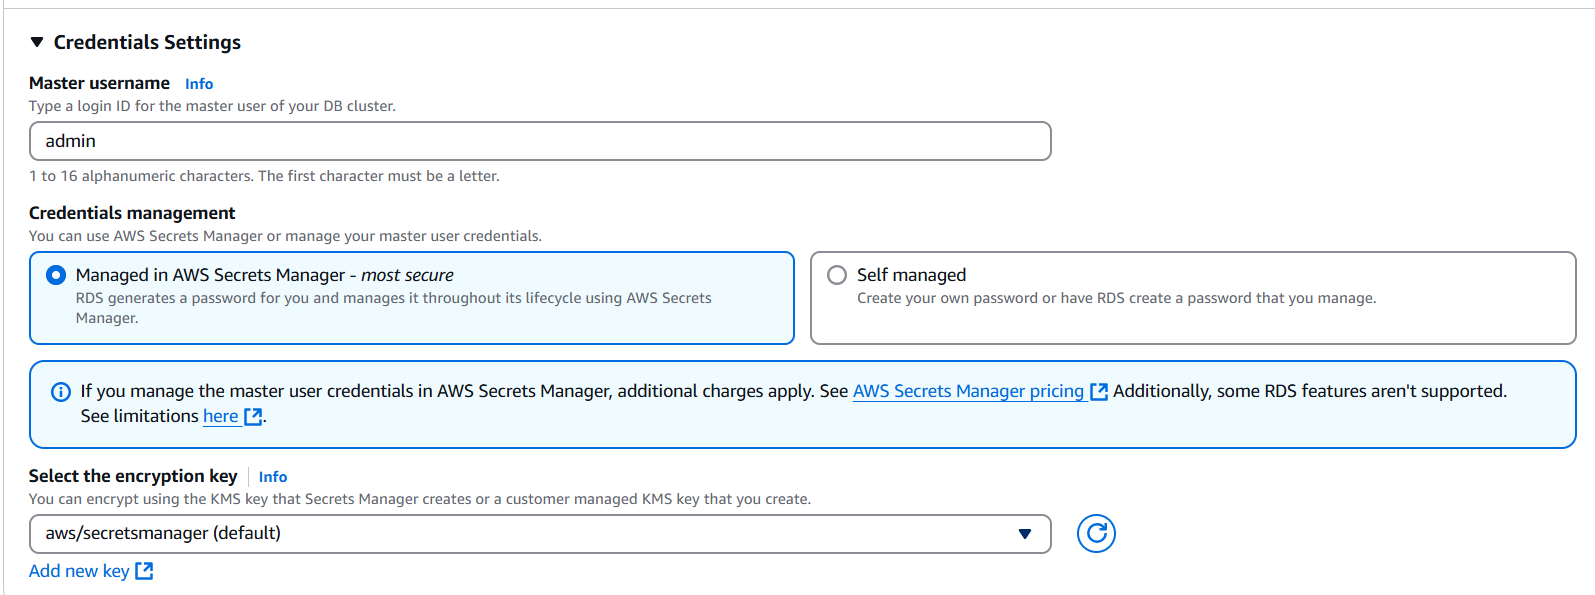 Credentials Settings
Master username Info
Type a login ID for the master user of your DB cluster.
admin
1 to 16 alphanumeric characters. The first character must be a letter.
Credentials management
You can use AWS Secrets Manager or manage your master user credentials.
Managed in AWS Secrets Manager - most secure
RDS generates a password for you and manages it throughout its lifecycle using AWS Secrets
Manager.
Self managed
Create your own password or have RDS create a password that you manage.
If you manage the master user credentials in AWS Secrets Manager, additional charges apply. See AWS Secrets Manager pricing Additionally, some RDS features aren't supported.
See limitations here.
Select the encryption key Info
You can encrypt using the KMS key that Secrets Manager creates or a customer managed KMS key that you create.
aws/secretsmanager (default)
Add new key